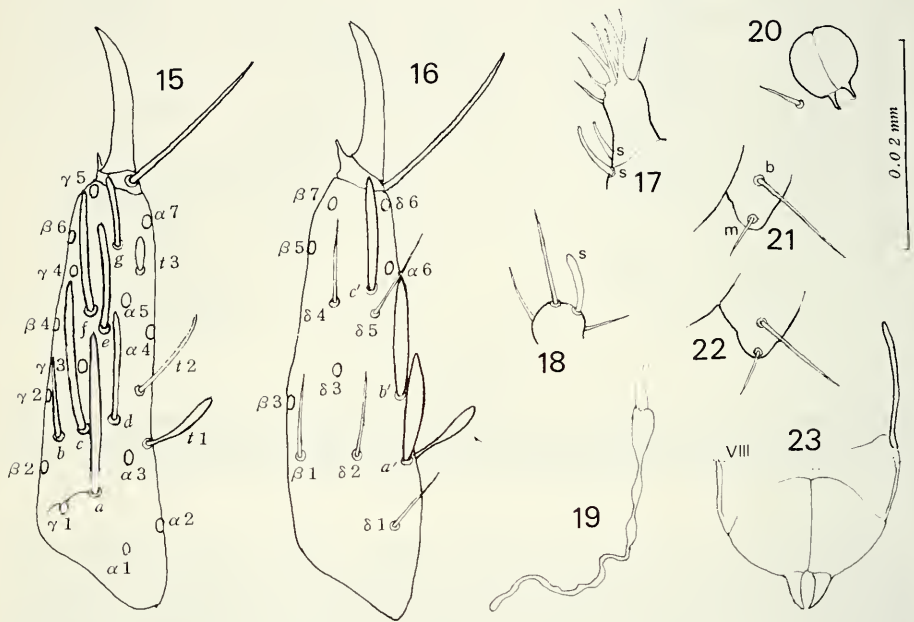 15
16
17
18
19
20
21
22
23
γ5
β6
γ4
β4
γ3
γ2
β2
γ1
α7
g
t3
α5
f
e
α4
t2
b
c
d
t1
α3
a
α2
α1
β7
δ6
β5
α6
c'
δ4
δ5
δ3
β3
b'
β1
δ2
a'
δ1
s
s
s
b
m
VIII
0.02 mm